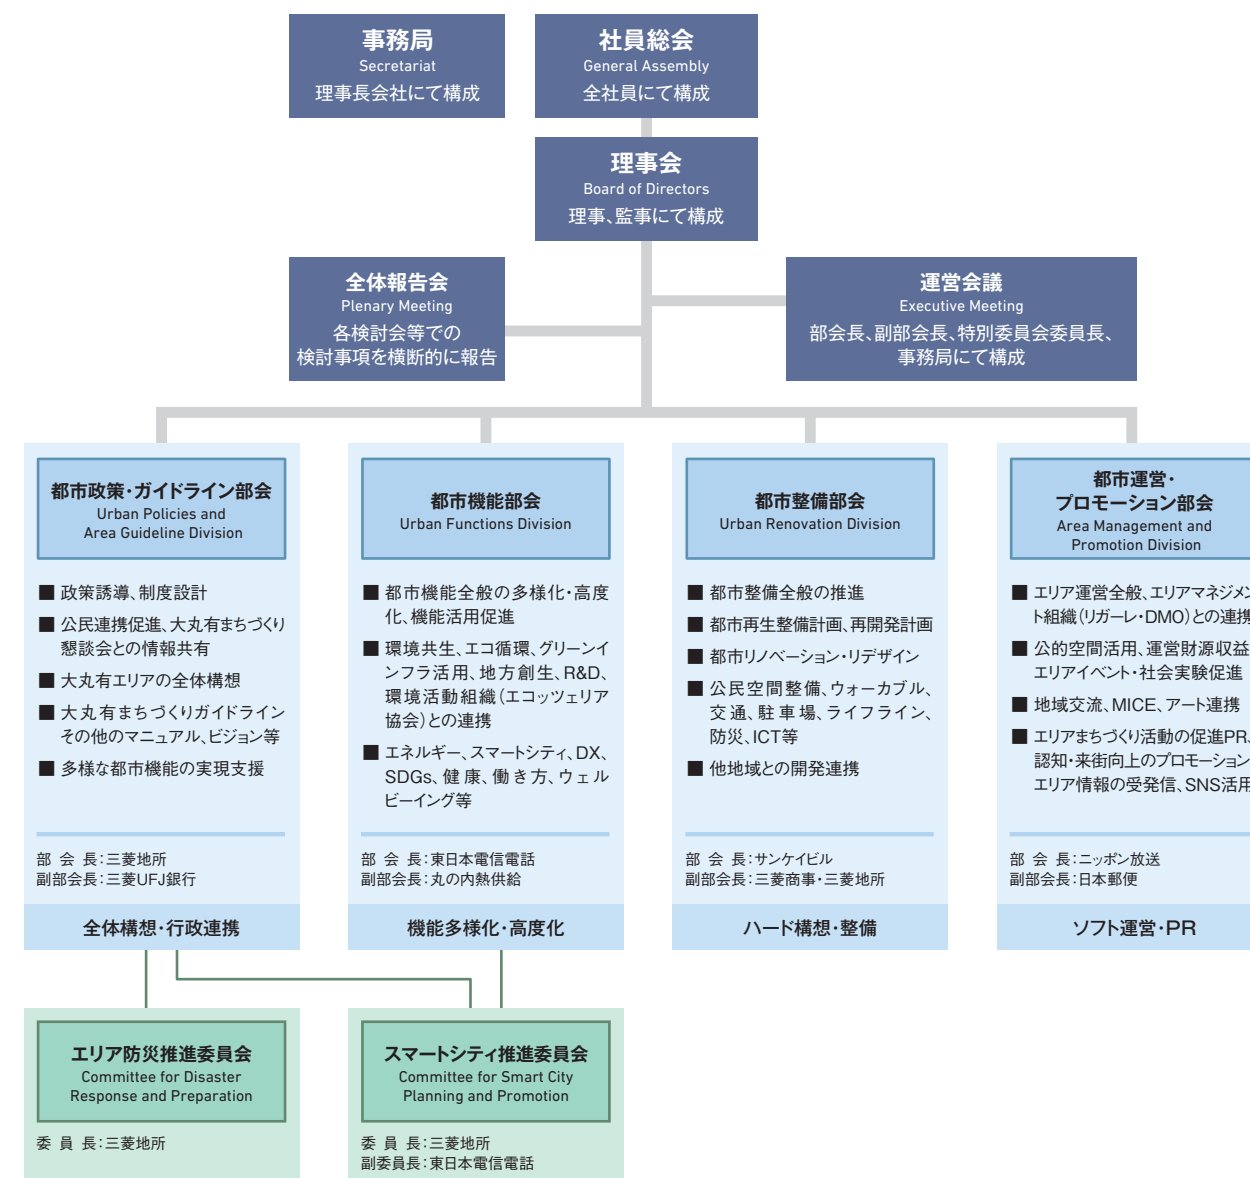 事務局
Secretariat
理事長会社にて構成
社員総会
General Assembly
全社員にて構成
理事会
Board of Directors
理事、監事にて構成
全体報告会
Plenary Meeting
各検討会等での
検討事項を横断的に報告
運営会議
Executive Meeting
部会長、副部会長、特別委員会委員長、
事務局にて構成
都市政策・ガイドライン部会
Urban Policies and
Area Guideline Division
■ 政策誘導、制度設計
■ 公民連携促進、大丸有まちづくり
懇談会との情報共有
■ 大丸有エリアの全体構想
■ 大丸有まちづくりガイドライン
その他のマニュアル、ビジョン等
■ 多様な都市機能の実現支援
部会長：三菱地所
副部会長：三菱UFJ銀行
全体構想・行政連携
都市機能部会
Urban Functions Division
■ 都市機能全般の多様化・高度
化、機能活用促進
■ 環境共生、エコ循環、グリーンイ
ンフラ活用、地方創生、R&D、
環境活動組織（エコッツェリア
協会）との連携
■ エネルギー、スマートシティ、DX、
SDGs、健康、働き方、ウェル
ビーイング等
部会長：東日本電信電話
副部会長：丸の内熱供給
機能多様化・高度化
都市整備部会
Urban Renovation Division
■ 都市整備全般の推進
■ 都市再生整備計画、再開発計画
■ 都市リノベーション・リデザイン
■ 公民空間整備、ウォーカブル、
交通、駐車場、ライフライン、
防災、ICT等
■ 他地域との開発連携
部会長：サンケイビル
副部会長：三菱商事・三菱地所
ハード構想・整備
都市運営・
プロモーション部会
Area Management and
Promotion Division
■ エリア運営全般、エリアマネジメン
ト組織（リガーレ・DMO）との連携
■ 公的空間活用、運営財源収益
エリアイベント・社会実験促進
■ 地域交流、MICE、アート連携
■ エリアまちづくり活動の促進PR、
認知・来街向上のプロモーション
エリア情報の受発信、SNS活用
部会長：ニッポン放送
副部会長：日本郵便
ソフト運営・PR
エリア防災推進委員会
Committee for Disaster
Response and Preparation
委員長：三菱地所
スマートシティ推進委員会
Committee for Smart City
Planning and Promotion
委員長：三菱地所
副委員長：東日本電信電話